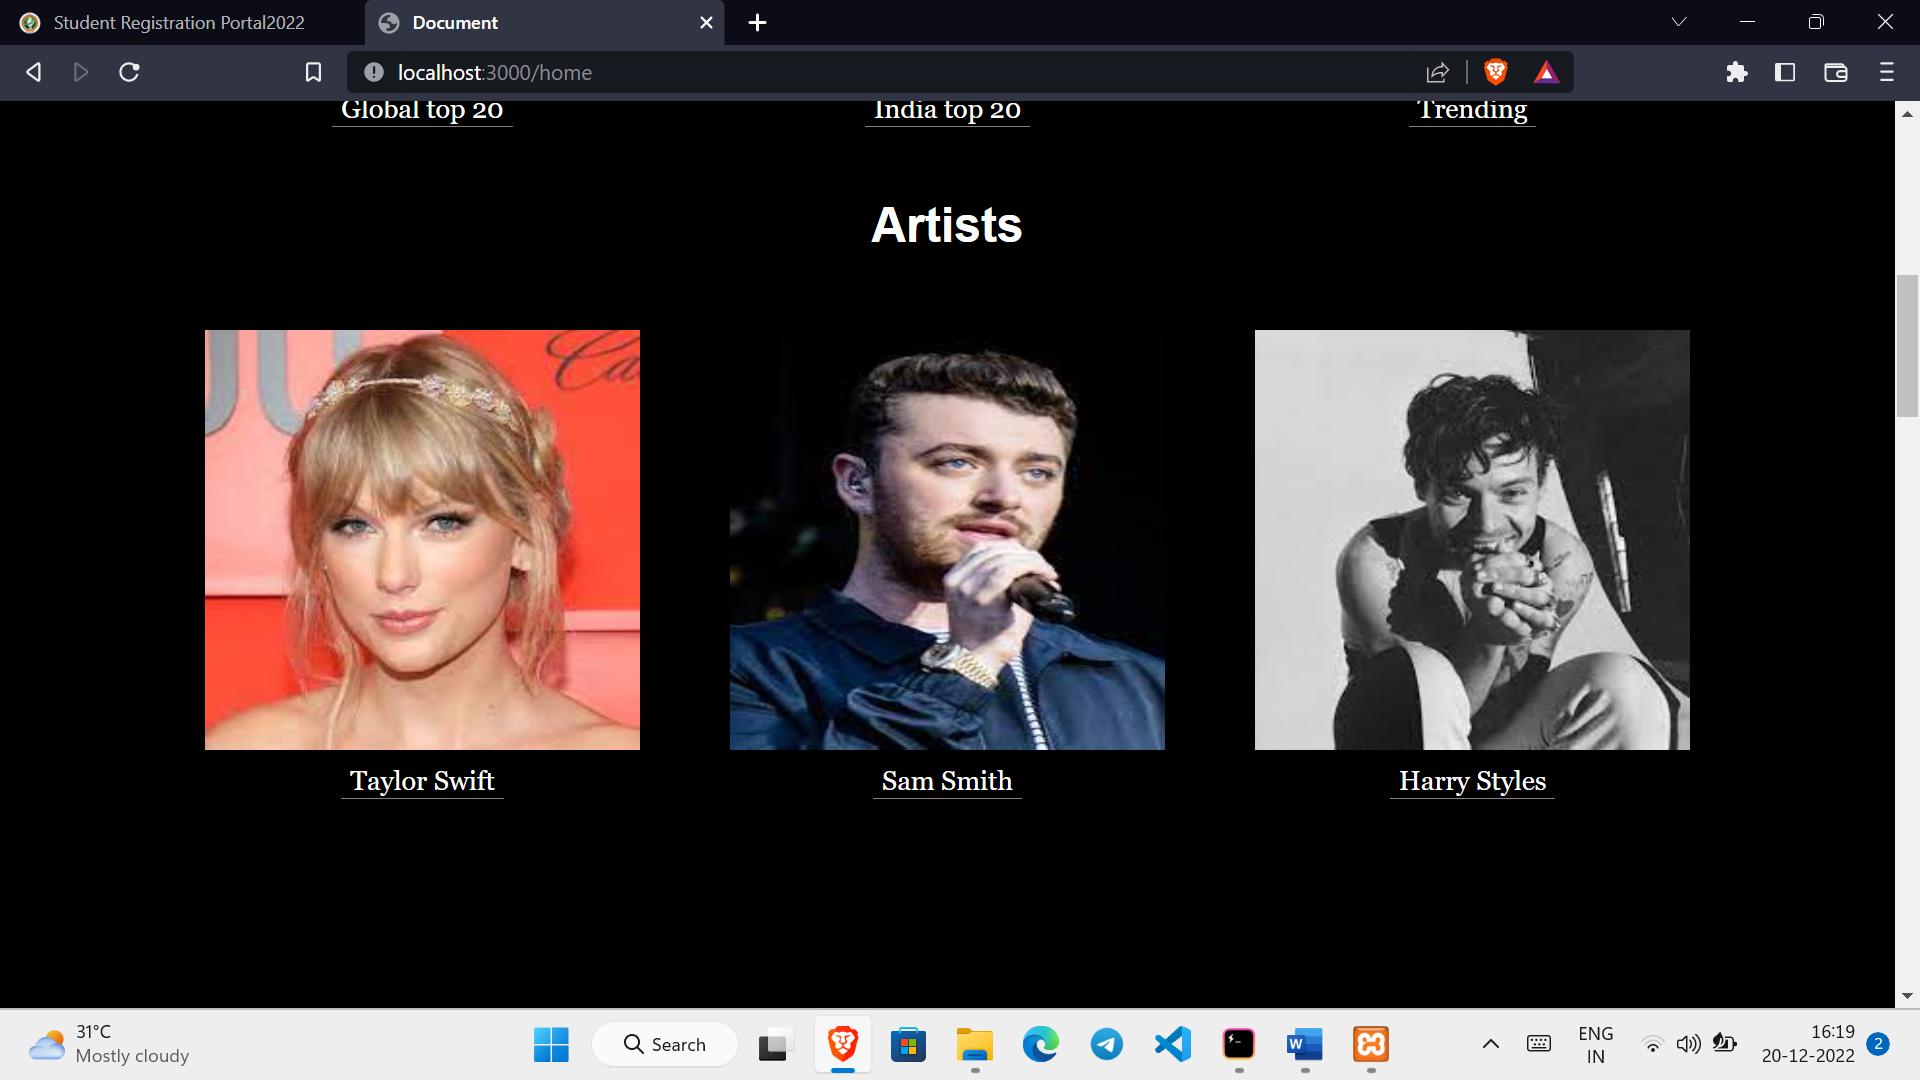 Student Registration Portal2022
Document
localhost:3000/home
Global top 20
India top 20
Trending
Artists
Ca
Taylor Swift
Sam Smith
Harry Styles
31°C
Mostly cloudy
Search
W
ENG
IN
16:19
20-12-2022
2